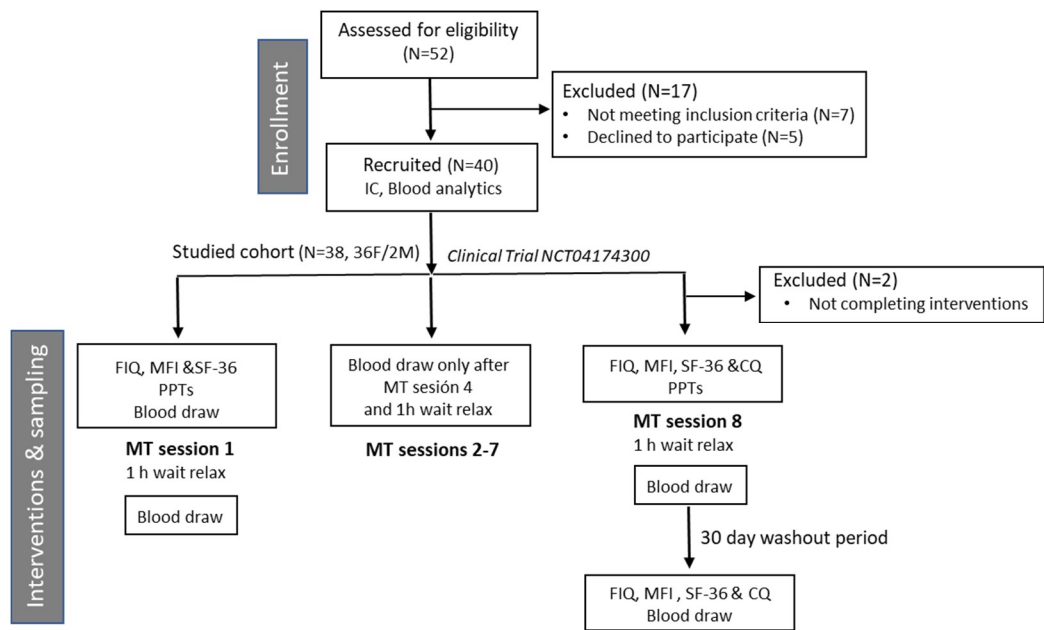 Assessed for eligibility
(N=52)
Enrollment
Excluded (N=17)
• Not meeting inclusion criteria (N=7)
• Declined to participate (N=5)
Recruited (N=40)
IC, Blood analytics
Studied cohort (N=38, 36F/2M)
Clinical Trial NCT04174300
Excluded (N=2)
• Not completing interventions
Interventions & sampling
FIQ, MFI &SF-36
PPTs
Blood draw
MT session 1
1 h wait relax
Blood draw
Blood draw only after
MT sesión 4
and 1h wait relax
MT sessions 2-7
FIQ, MFI, SF-36 &CQ
PPTs
MT session 8
1 h wait relax
Blood draw
30 day washout period
FIQ, MFI , SF-36 & CQ
Blood draw